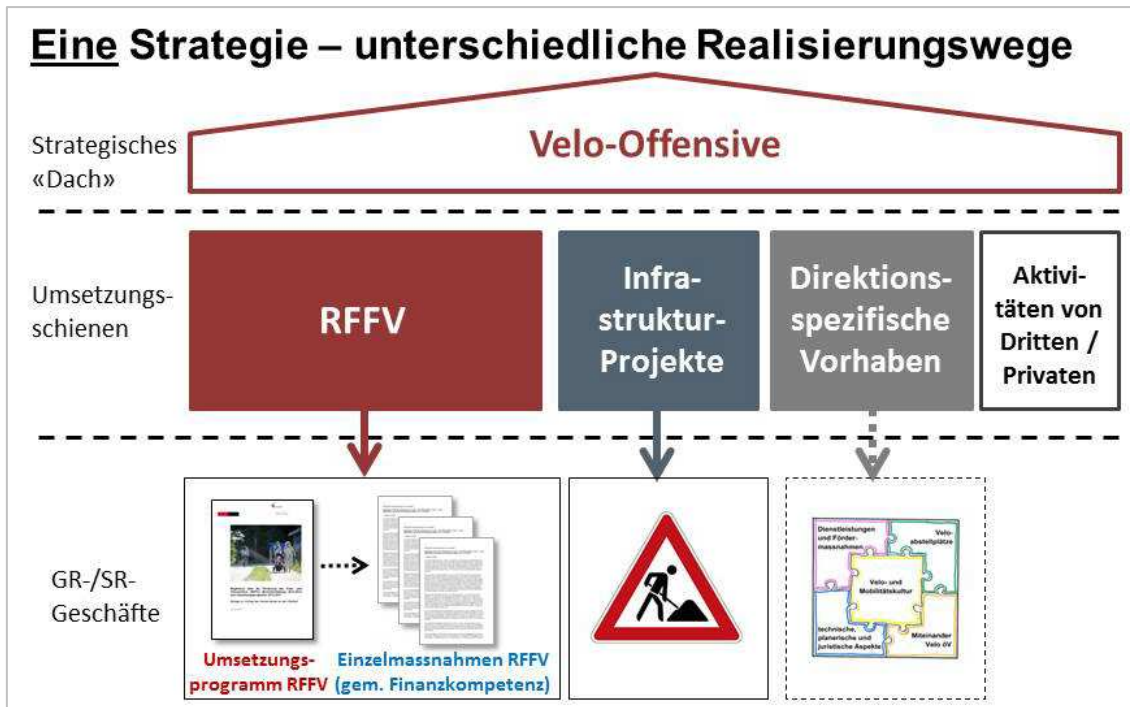 Eine Strategie – unterschiedliche Realisierungswege
Strategisches
«Dach»
Velo-Offensive
Umsetzungs-
schienen
RFFV
Infra-
struktur-
Projekte
Direktions-
spezifische
Vorhaben
Aktivi-
täten von
Dritten /
Privaten
GR-/SR-
Geschäfte
Umsetzungs-
programm RFFV
Einzelmassnahmen RFFV
(gem. Finanzkompetenz)
Dienstleistungen
und Förder-
massnahmen
Velo-
abstellplätze
Velo- und
Mobilitätskultur
technische,
planerische und
juristische Aspekte
Miteinander
Velo öV